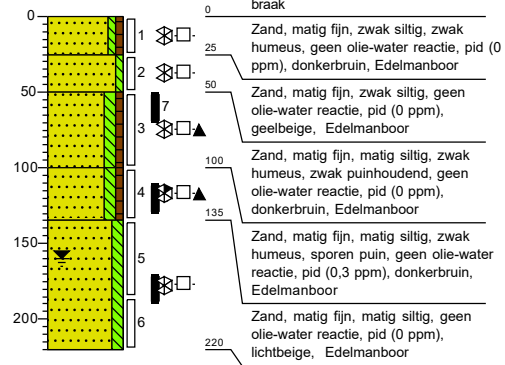 braak
0
0
Zand, matig fijn, zwak siltig, zwak
humeus, geen olie-water reactie, pid (0
ppm), donkerbruin, Edelmanboor
1
25
2
50
50
Zand, matig fijn, zwak siltig, geen
olie-water reactie, pid (0 ppm),
geelbeige, Edelmanboor
7
3
100
100
Zand, matig fijn, matig siltig, zwak
humeus, zwak puinhoudend, geen
olie-water reactie, pid (0 ppm),
donkerbruin, Edelmanboor
4
135
Zand, matig fijn, matig siltig, zwak
humeus, sporen puin, geen olie-water
reactie, pid (0,3 ppm), donkerbruin,
Edelmanboor
150
5
200
6
220
Zand, matig fijn, matig siltig, geen
olie-water reactie, pid (0 ppm),
lichtbeige, Edelmanboor